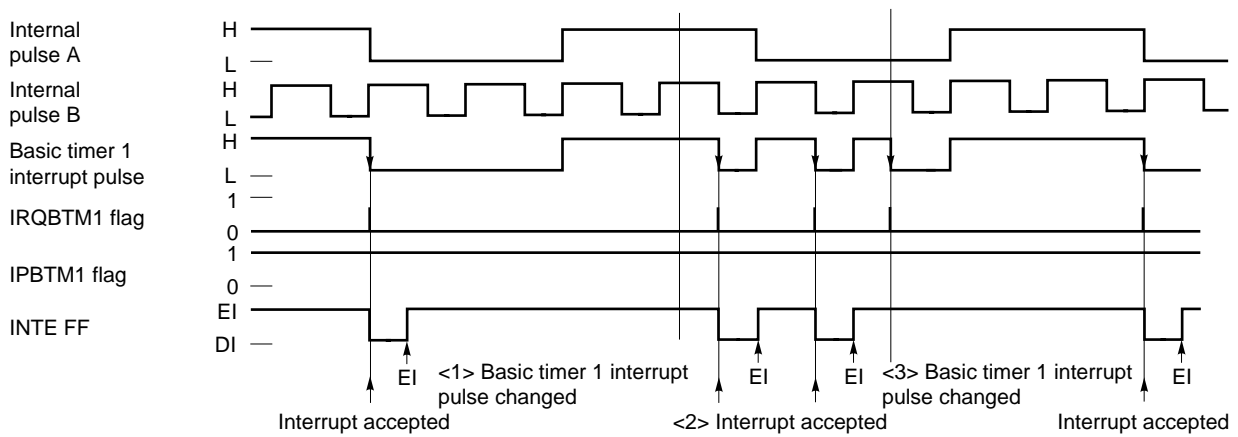 Internal
pulse A
H
L
Internal
pulse B
H
L
Basic timer 1
interrupt pulse
H
L
IRQBTM1 flag
1
0
IPBTM1 flag
1
0
INTE FF
EI
DI
EI
<1> Basic timer 1 interrupt
pulse changed
EI
EI
<3> Basic timer 1 interrupt
pulse changed
EI
Interrupt accepted
<2> Interrupt accepted
Interrupt accepted